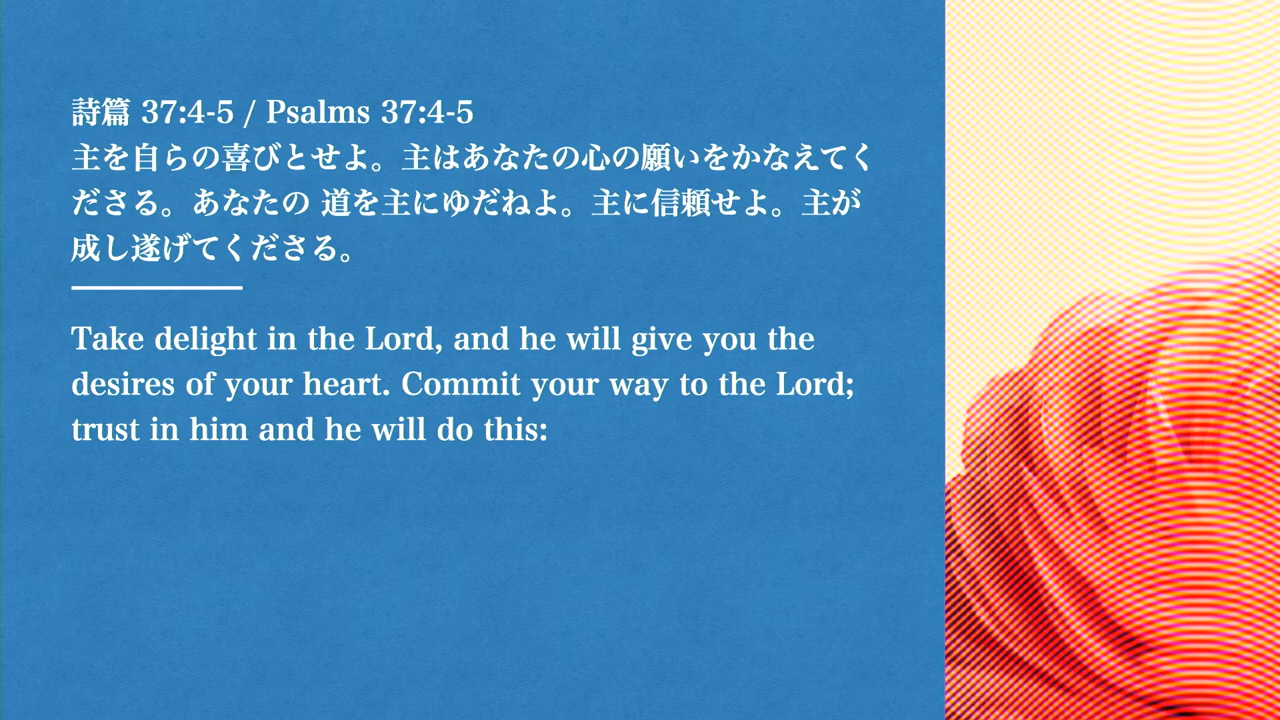 詩篇 37:4-5 / Psalms 37:4-5
主を自らの喜びとせよ。主はあなたの心の願いをかなえてく
ださる。あなたの 道を主にゆだねよ。主に信頼せよ。主が
成し遂げてくださる。
Take delight in the Lord, and he will give you the
desires of your heart. Commit your way to the Lord;
trust in him and he will do this: